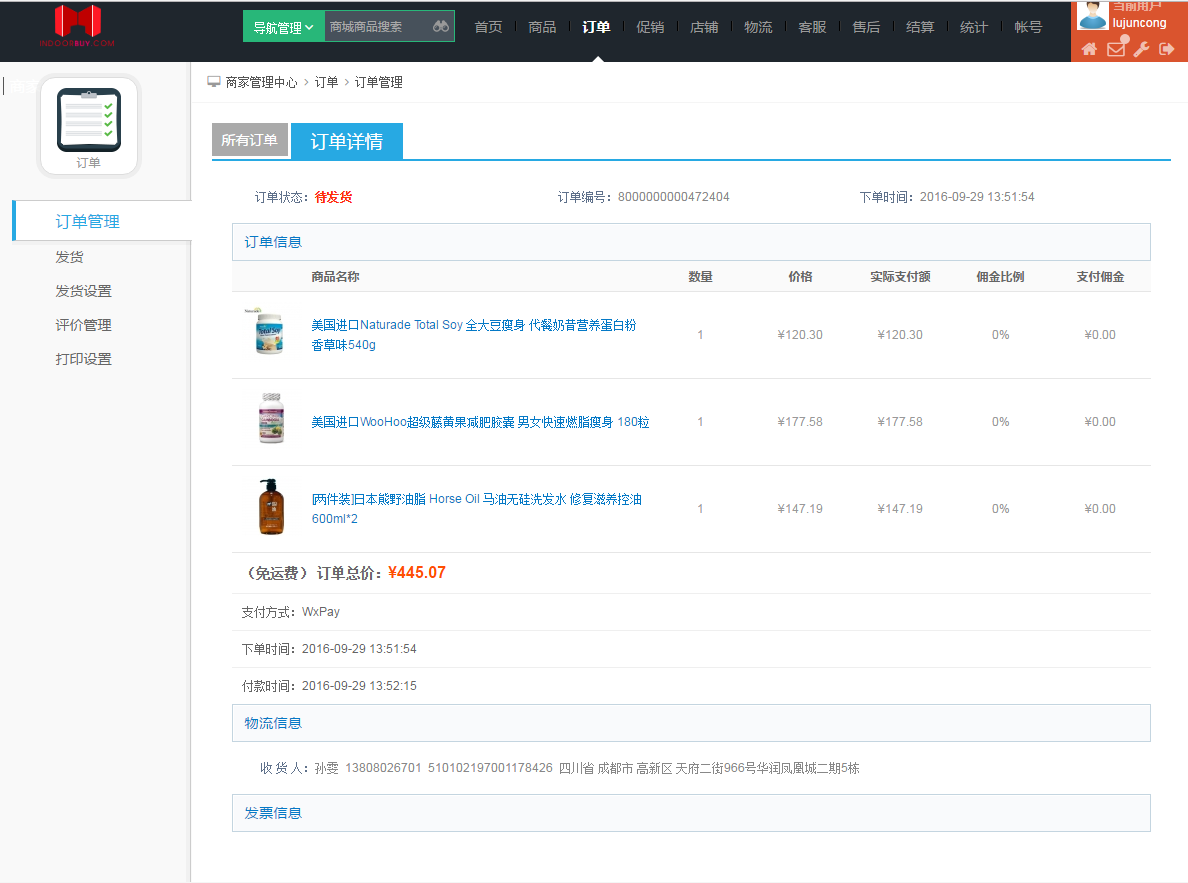 INDOORBUY.COM
导航管理
商城商品搜索
首页
商品
订单
促销
店铺
物流
客服
售后
结算
统计
帐号
当前用户
lujuncong
商家管理中心 › 订单 › 订单管理
订单
订单管理
发货
发货设置
评价管理
打印设置
所有订单
订单详情
订单状态：待发货
订单编号：8000000000472404
下单时间：2016-09-29 13:51:54
订单信息
商品名称 数量 价格 实际支付额 佣金比例 支付佣金
Total Soy
美国进口Naturade Total Soy 全大豆瘦身 代餐奶昔营养蛋白粉
香草味540g
1 ¥120.30 ¥120.30 0% ¥0.00
美国进口WooHoo超级藤黄果减肥胶囊 男女快速燃脂瘦身 180粒
1 ¥177.58 ¥177.58 0% ¥0.00
[两件装]日本熊野油脂 Horse Oil 马油无硅洗发水 修复滋养控油
600ml*2
1 ¥147.19 ¥147.19 0% ¥0.00
（免运费）订单总价：¥445.07
支付方式：WxPay
下单时间：2016-09-29 13:51:54
付款时间：2016-09-29 13:52:15
物流信息
收 货 人：孙雯 13808026701 510102197001178426 四川省 成都市 高新区 天府二街966号华润凤凰城二期5栋
发票信息